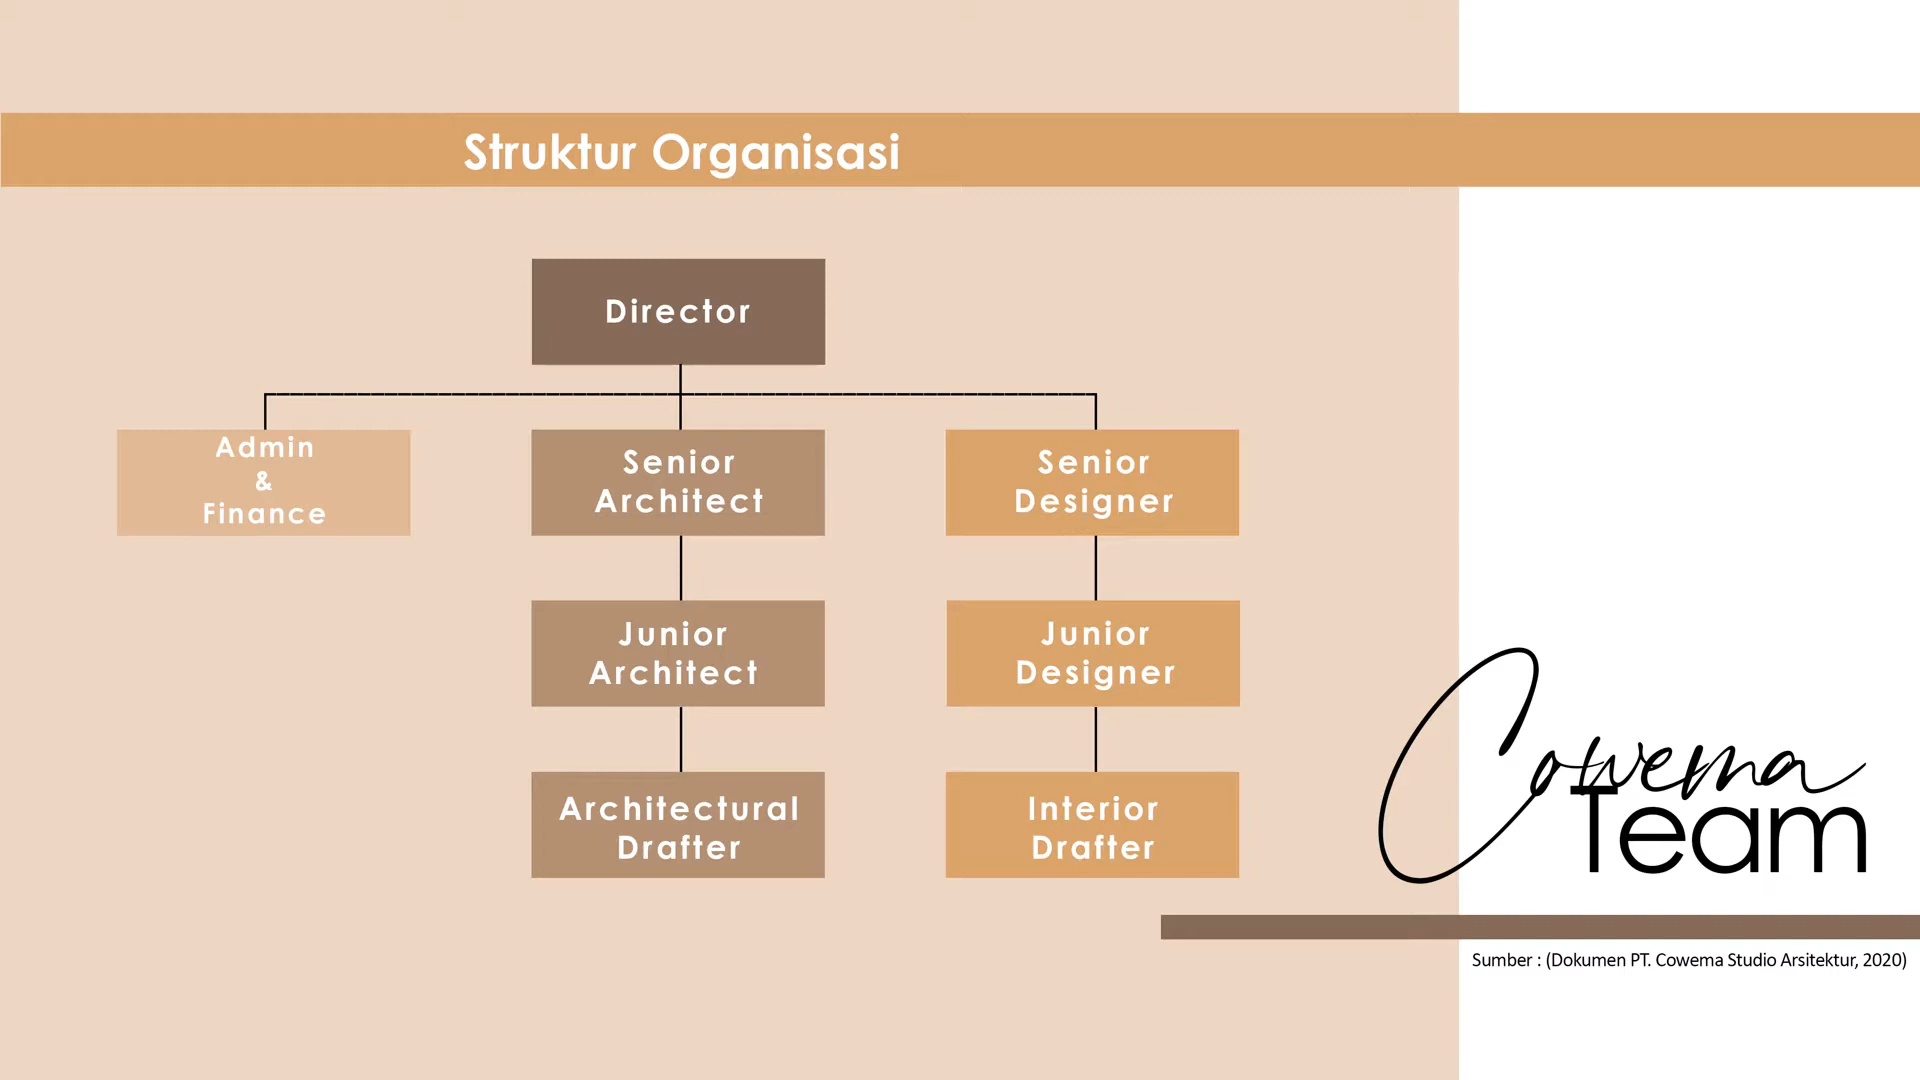 Struktur Organisasi
Director
Admin
&
Finance
Senior
Architect
Senior
Designer
Junior
Architect
Junior
Designer
Architectural
Drafter
Interior
Drafter
Cowema
Team
Sumber : (Dokumen PT. Cowema Studio Arsitektur, 2020)